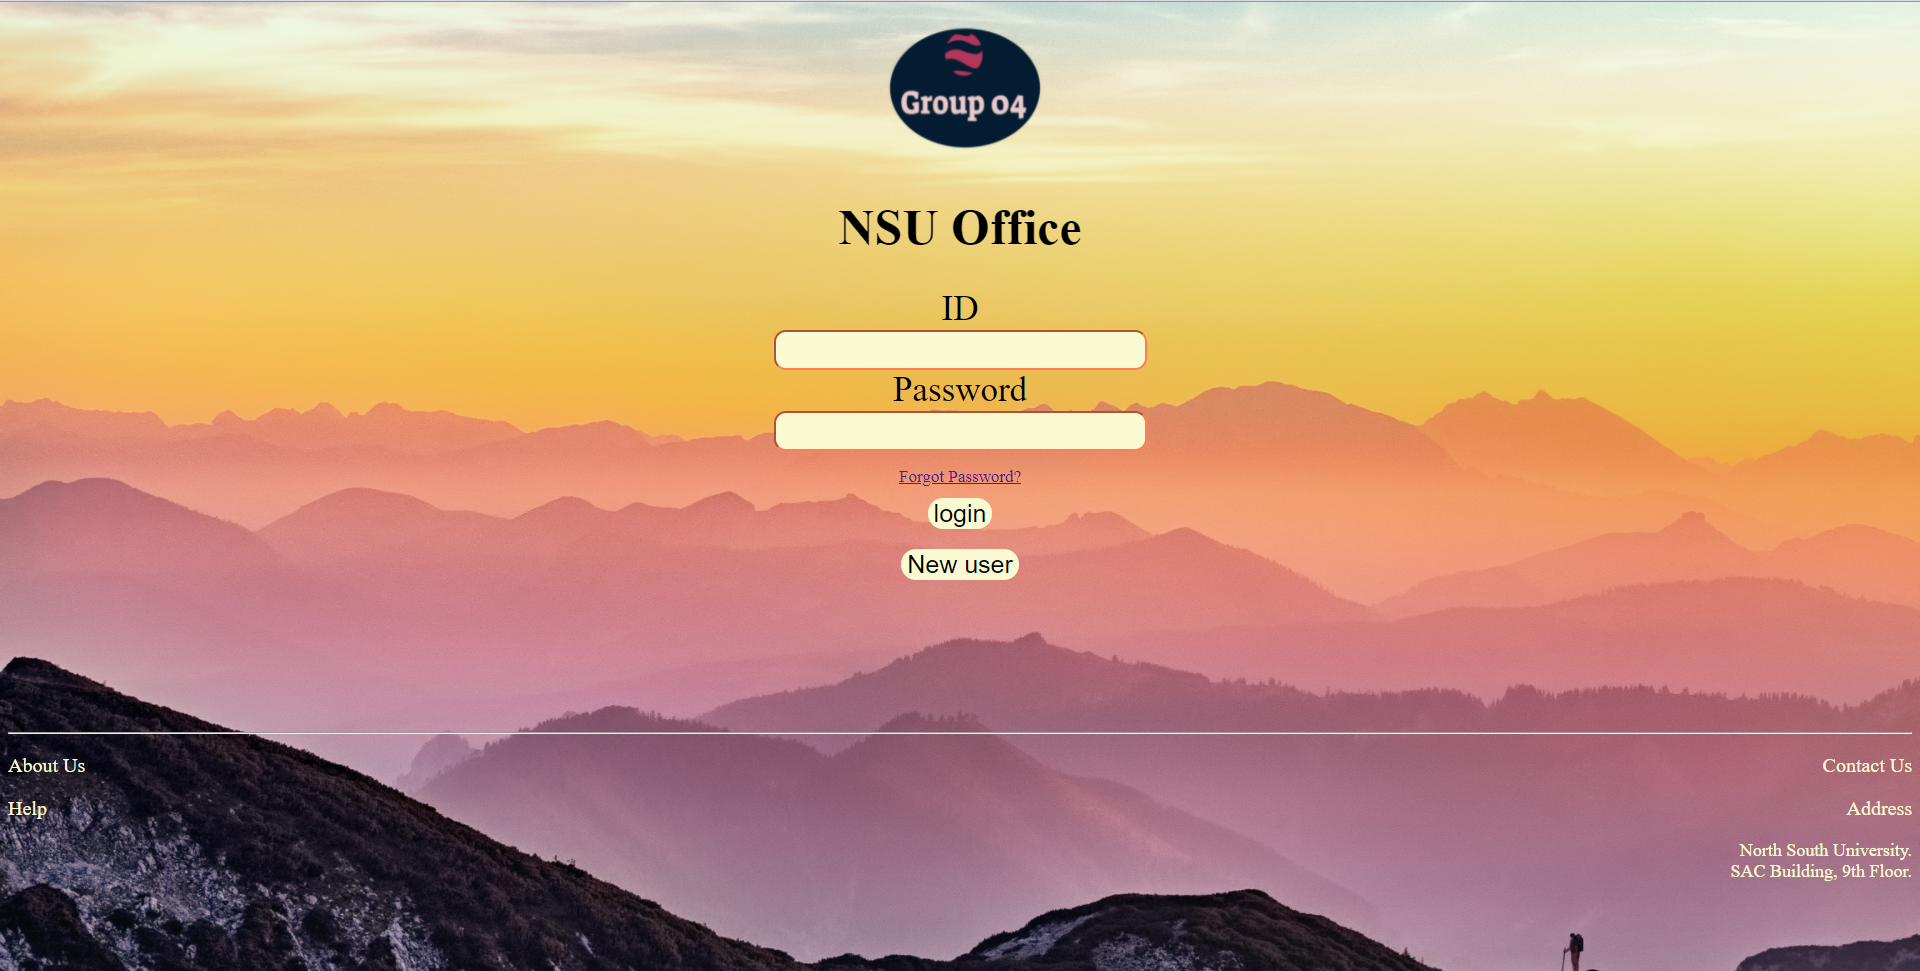 Group 04
NSU Office
ID
Password
Forgot Password?
login
New user
About Us
Contact Us
Help
Address
North South University.
SAC Building, 9th Floor.